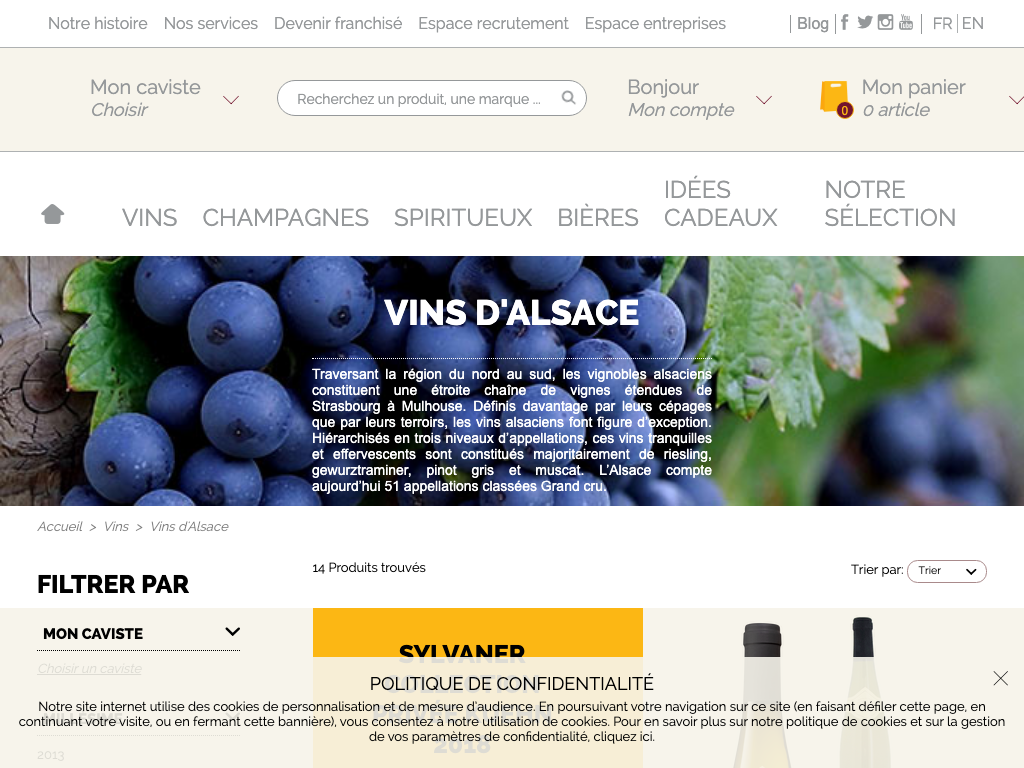 Notre histoire Nos services Devenir franchisé Espace recrutement Espace entreprises Blog FR EN
Mon caviste
Choisir
Recherchez un produit, une marque ...
Bonjour
Mon compte
0
Mon panier
0 article
VINS CHAMPAGNES SPIRITUEUX BIÈRES IDÉES CADEAUX NOTRE SÉLECTION
VINS D'ALSACE
Traversant la région du nord au sud, les vignobles alsaciens
constituent une étroite chaîne de vignes étendues de
Strasbourg à Mulhouse. Définis davantage par leurs cépages
que par leurs terroirs, les vins alsaciens font figure d'exception.
Hiérarchisés en trois niveaux d'appellations, ces vins tranquilles
et effervescents sont constitués majoritairement de riesling,
gewurztraminer, pinot gris et muscat. L'Alsace compte
aujourd'hui 51 appellations classées Grand cru.
Accueil > Vins > Vins d'Alsace
FILTRER PAR
14 Produits trouvés
Trier par: Trier
MON CAVISTE
Choisir un caviste
MILLÉSIME
2013
SYLVANER
COLLECTION
2018
POLITIQUE DE CONFIDENTIALITÉ
Notre site internet utilise des cookies de personnalisation et de mesure d'audience. En poursuivant votre navigation sur ce site (en faisant défiler cette page, en
continuant votre visite, ou en fermant cette bannière), vous consentez à notre utilisation de cookies. Pour en savoir plus sur notre politique de cookies et sur la gestion
de vos paramètres de confidentialité, cliquez ici.